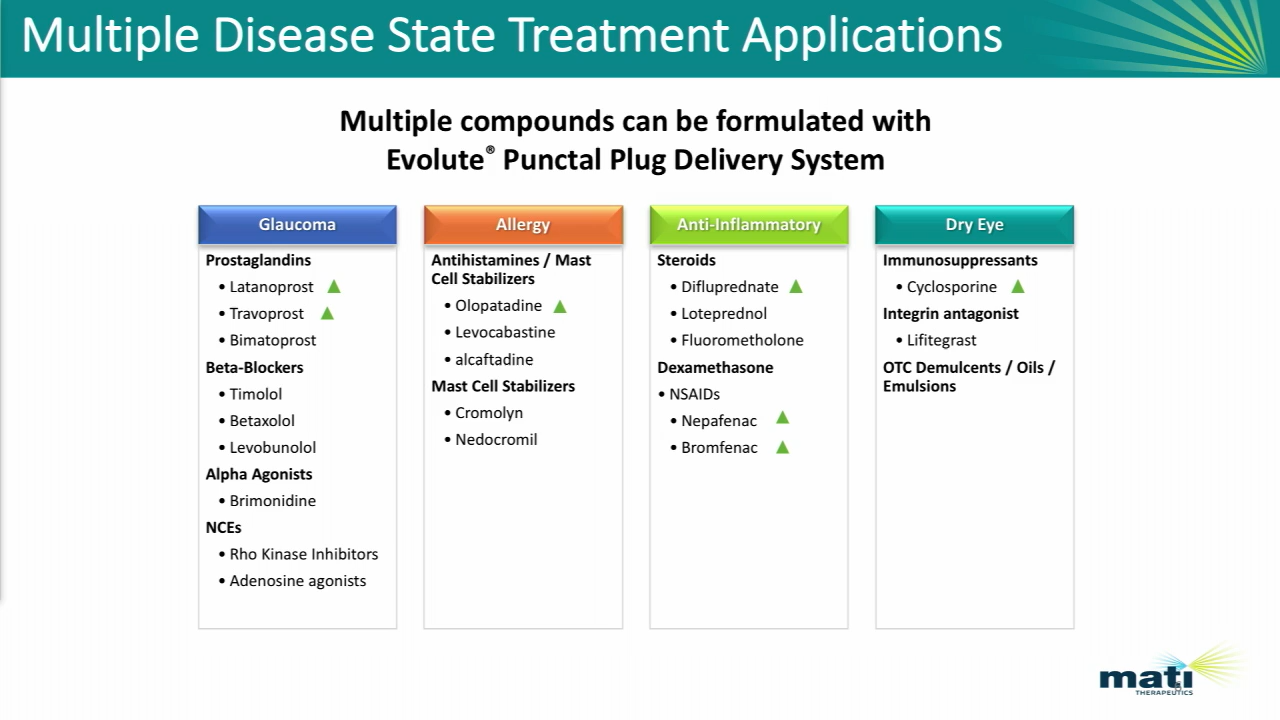 Multiple Disease State Treatment Applications
Multiple compounds can be formulated with
Evolute® Punctal Plug Delivery System
Glaucoma
Prostaglandins
• Latanoprost
• Travoprost
• Bimatoprost
Beta-Blockers
• Timolol
• Betaxolol
• Levobunolol
Alpha Agonists
• Brimonidine
NCEs
• Rho Kinase Inhibitors
• Adenosine agonists
Allergy
Antihistamines / Mast
Cell Stabilizers
• Olopatadine
• Levocabastine
• alcaftadine
Mast Cell Stabilizers
• Cromolyn
• Nedocromil
Anti-Inflammatory
Steroids
• Difluprednate
• Loteprednol
• Fluorometholone
Dexamethasone
• NSAIDs
• Nepafenac
• Bromfenac
Dry Eye
Immunosuppressants
• Cyclosporine
Integrin antagonist
• Lifitegrast
OTC Demulcents / Oils /
Emulsions
mati
THERAPEUTICS